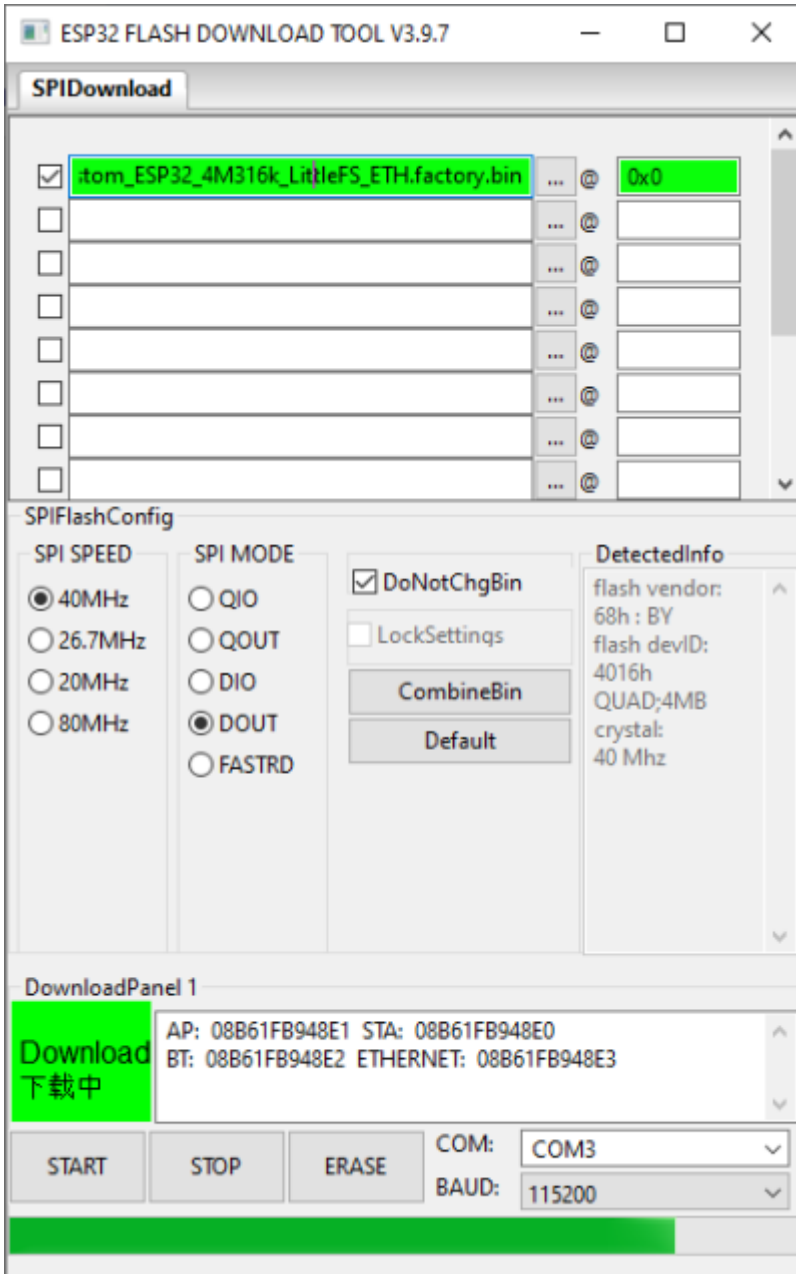 ESP32 FLASH DOWNLOAD TOOL V3.9.7
SPIDownload
tom_ESP32_4M316k_LittleFS_ETH.factory.bin ... @ 0x0
... @
... @
... @
... @
... @
... @
... @
SPIFlashConfig
SPI SPEED
40MHz
26.7MHz
20MHz
80MHz
SPI MODE
QIO
QOUT
DIO
DOUT
FASTRD
DoNotChgBin
LockSettings
CombineBin
Default
DetectedInfo
flash vendor:
68h : BY
flash devID:
4016h
QUAD;4MB
crystal:
40 Mhz
DownloadPanel 1
Download
下载中
AP: 08B61FB948E1 STA: 08B61FB948E0
BT: 08B61FB948E2 ETHERNET: 08B61FB948E3
START STOP ERASE
COM: COM3
BAUD: 115200